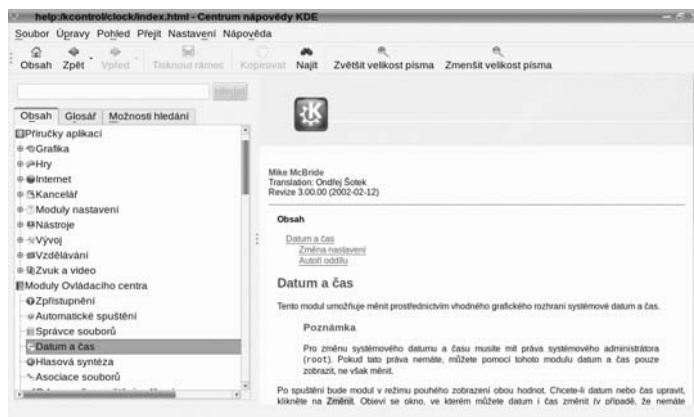 help:/kcontrol/clock/index.html - Centrum nápovědy KDE
Soubor Úpravy Pohled Přejít Nastavení Nápověda
Obsah Zpět Vpřed Tisknout rámec Kopírovat Najít Zvětšit velikost písma Zmenšit velikost písma
Hledej
Obsah Glosář Možnosti hledání
Příručky aplikací
Grafika
Hry
Internet
Kancelář
Moduly nastavení
Nástroje
Vývoj
Vzdělávání
Zvuk a video
Moduly Ovládacího centra
Zpřístupnění
Automatické spuštění
Správce souborů
Datum a čas
Hlasová syntéza
Asociace souborů
Mike McBride
Translation: Ondřej Šotek
Revize 3.00.00 (2002-02-12)
Obsah
Datum a čas
Změna nastavení
Autoři oddílu
Datum a čas
Tento modul umožňuje měnit prostřednictvím vhodného grafického rozhraní systémové datum a čas.
Poznámka
Pro změnu systémového datumu a času musíte mít práva systémového administrátora
(root). Pokud tato práva nemáte, můžete pomocí tohoto modulu datum a čas pouze
zobrazit, ne však měnit.
Po spuštění bude modul v režimu pouhého zobrazení obou hodnot. Chcete-li datum nebo čas upravit,
klikněte na Změnit. Objeví se okno, ve kterém můžete datum i čas změnit (v případě, že nemáte